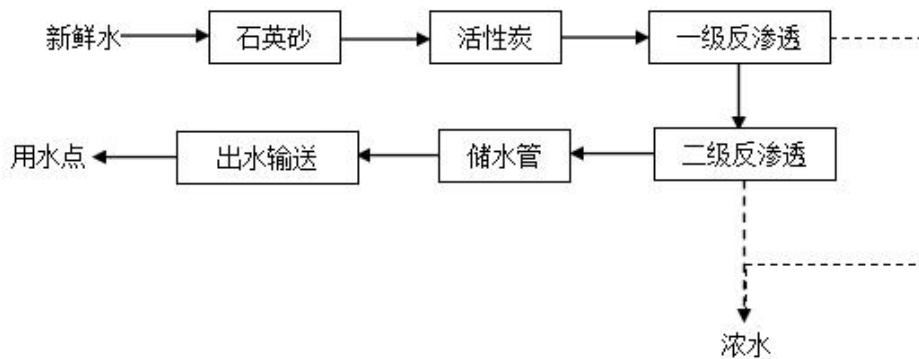 新鲜水
石英砂
活性炭
一级反渗透
用水点
出水输送
储水管
二级反渗透
浓水